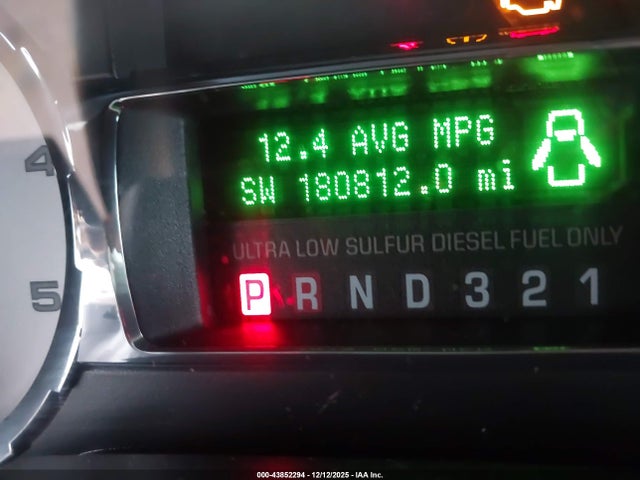 12.4 AVG MPG
SW 180812.0 mi
ULTRA LOW SULFUR DIESEL FUEL ONLY
P R N D 3 2 1
4
5
000-43852294 - 12/12/2025 - IAA Inc.